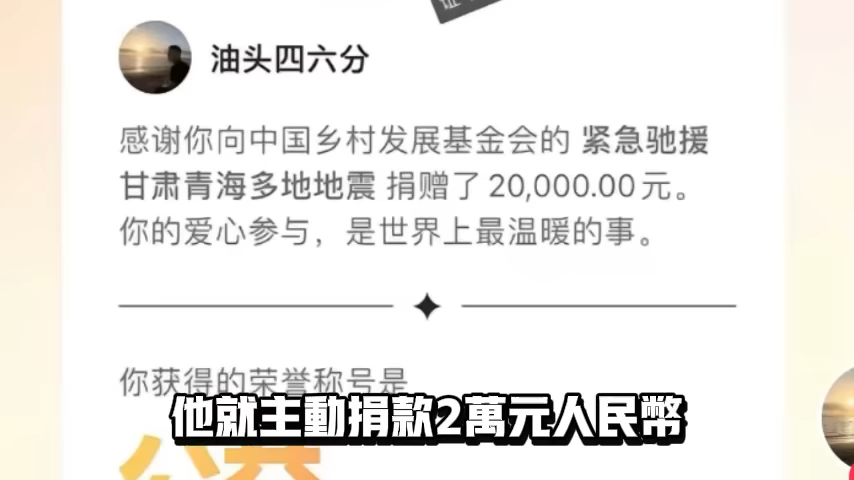 油头四六分
感谢你向中国乡村发展基金会的 紧急驰援
甘肃青海多地地震 捐赠了 20,000.00 元。
你的爱心参与，是世界上最温暖的事。
你获得的荣誉称号是
他就主動捐款2萬元人民幣